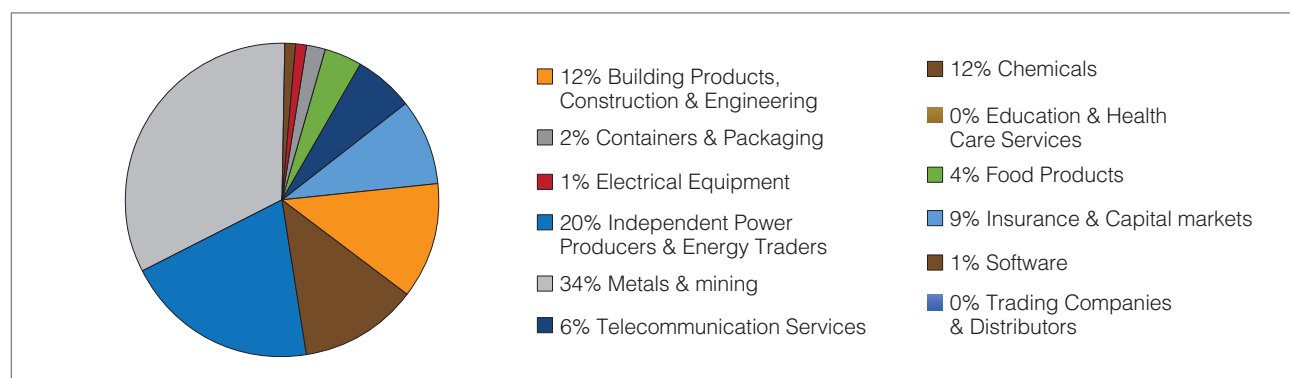 12% Building Products,
Construction & Engineering
2% Containers & Packaging
1% Electrical Equipment
20% Independent Power
Producers & Energy Traders
34% Metals & mining
6% Telecommunication Services
12% Chemicals
0% Education & Health
Care Services
4% Food Products
9% Insurance & Capital markets
1% Software
0% Trading Companies
& Distributors